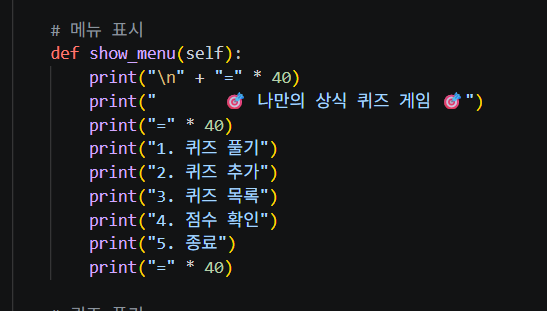 # 메뉴 표시
def show_menu(self):
print("\n" + "=" * 40)
print("       🎯 나만의 상식 퀴즈 게임 🎯")
print("=" * 40)
print("1. 퀴즈 풀기")
print("2. 퀴즈 추가")
print("3. 퀴즈 목록")
print("4. 점수 확인")
print("5. 종료")
print("=" * 40)